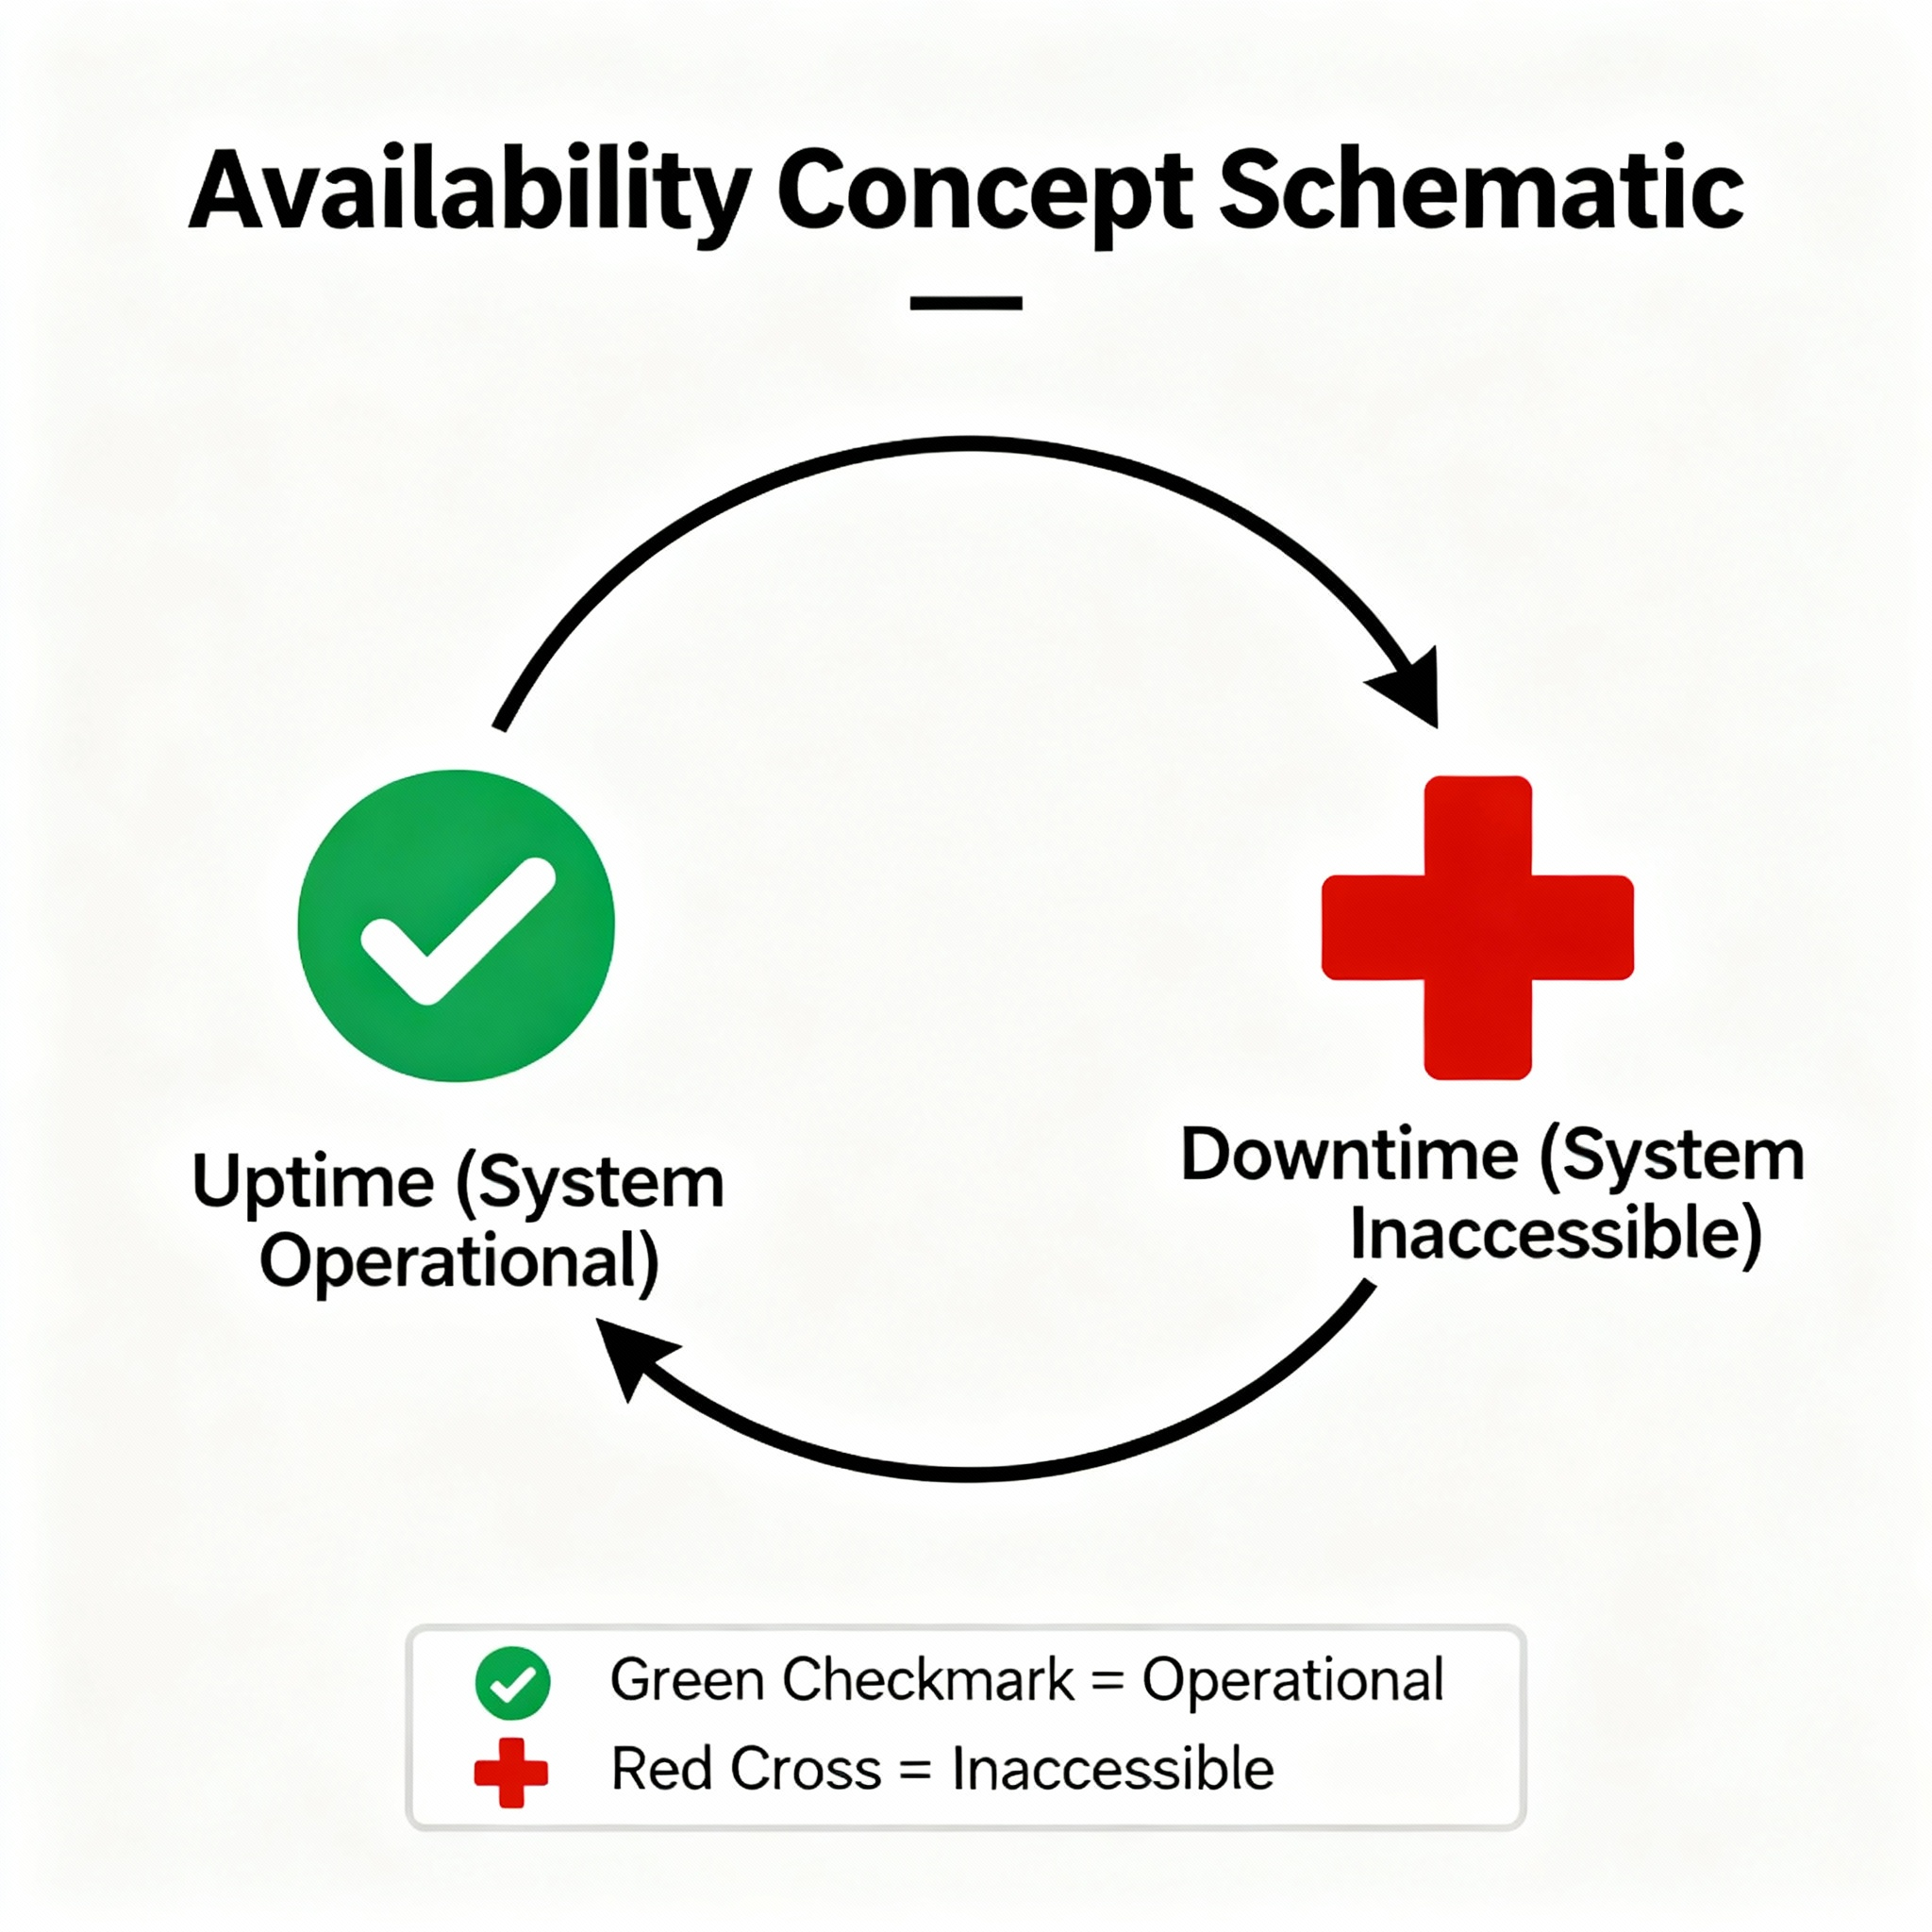 Availability Concept Schematic
Uptime (System
Operational)
Downtime (System
Inaccessible)
Green Checkmark = Operational
Red Cross = Inaccessible